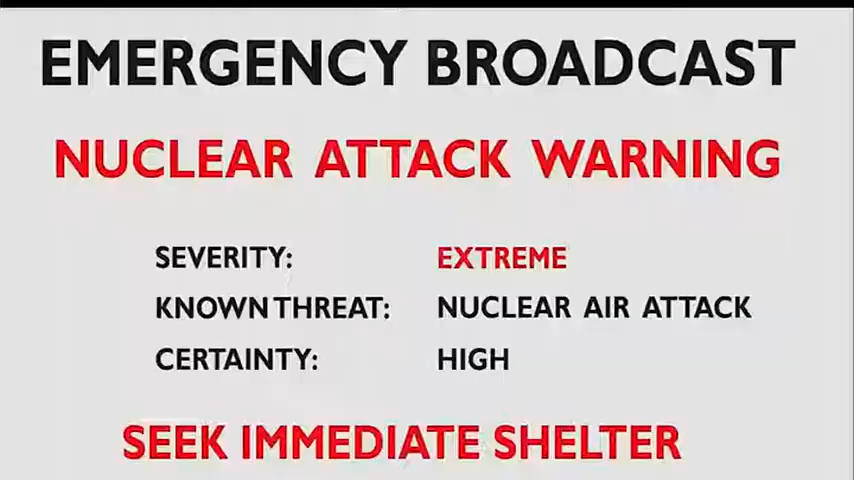 EMERGENCY BROADCAST
NUCLEAR ATTACK WARNING
SEVERITY: EXTREME
KNOWN THREAT: NUCLEAR AIR ATTACK
CERTAINTY: HIGH
SEEK IMMEDIATE SHELTER